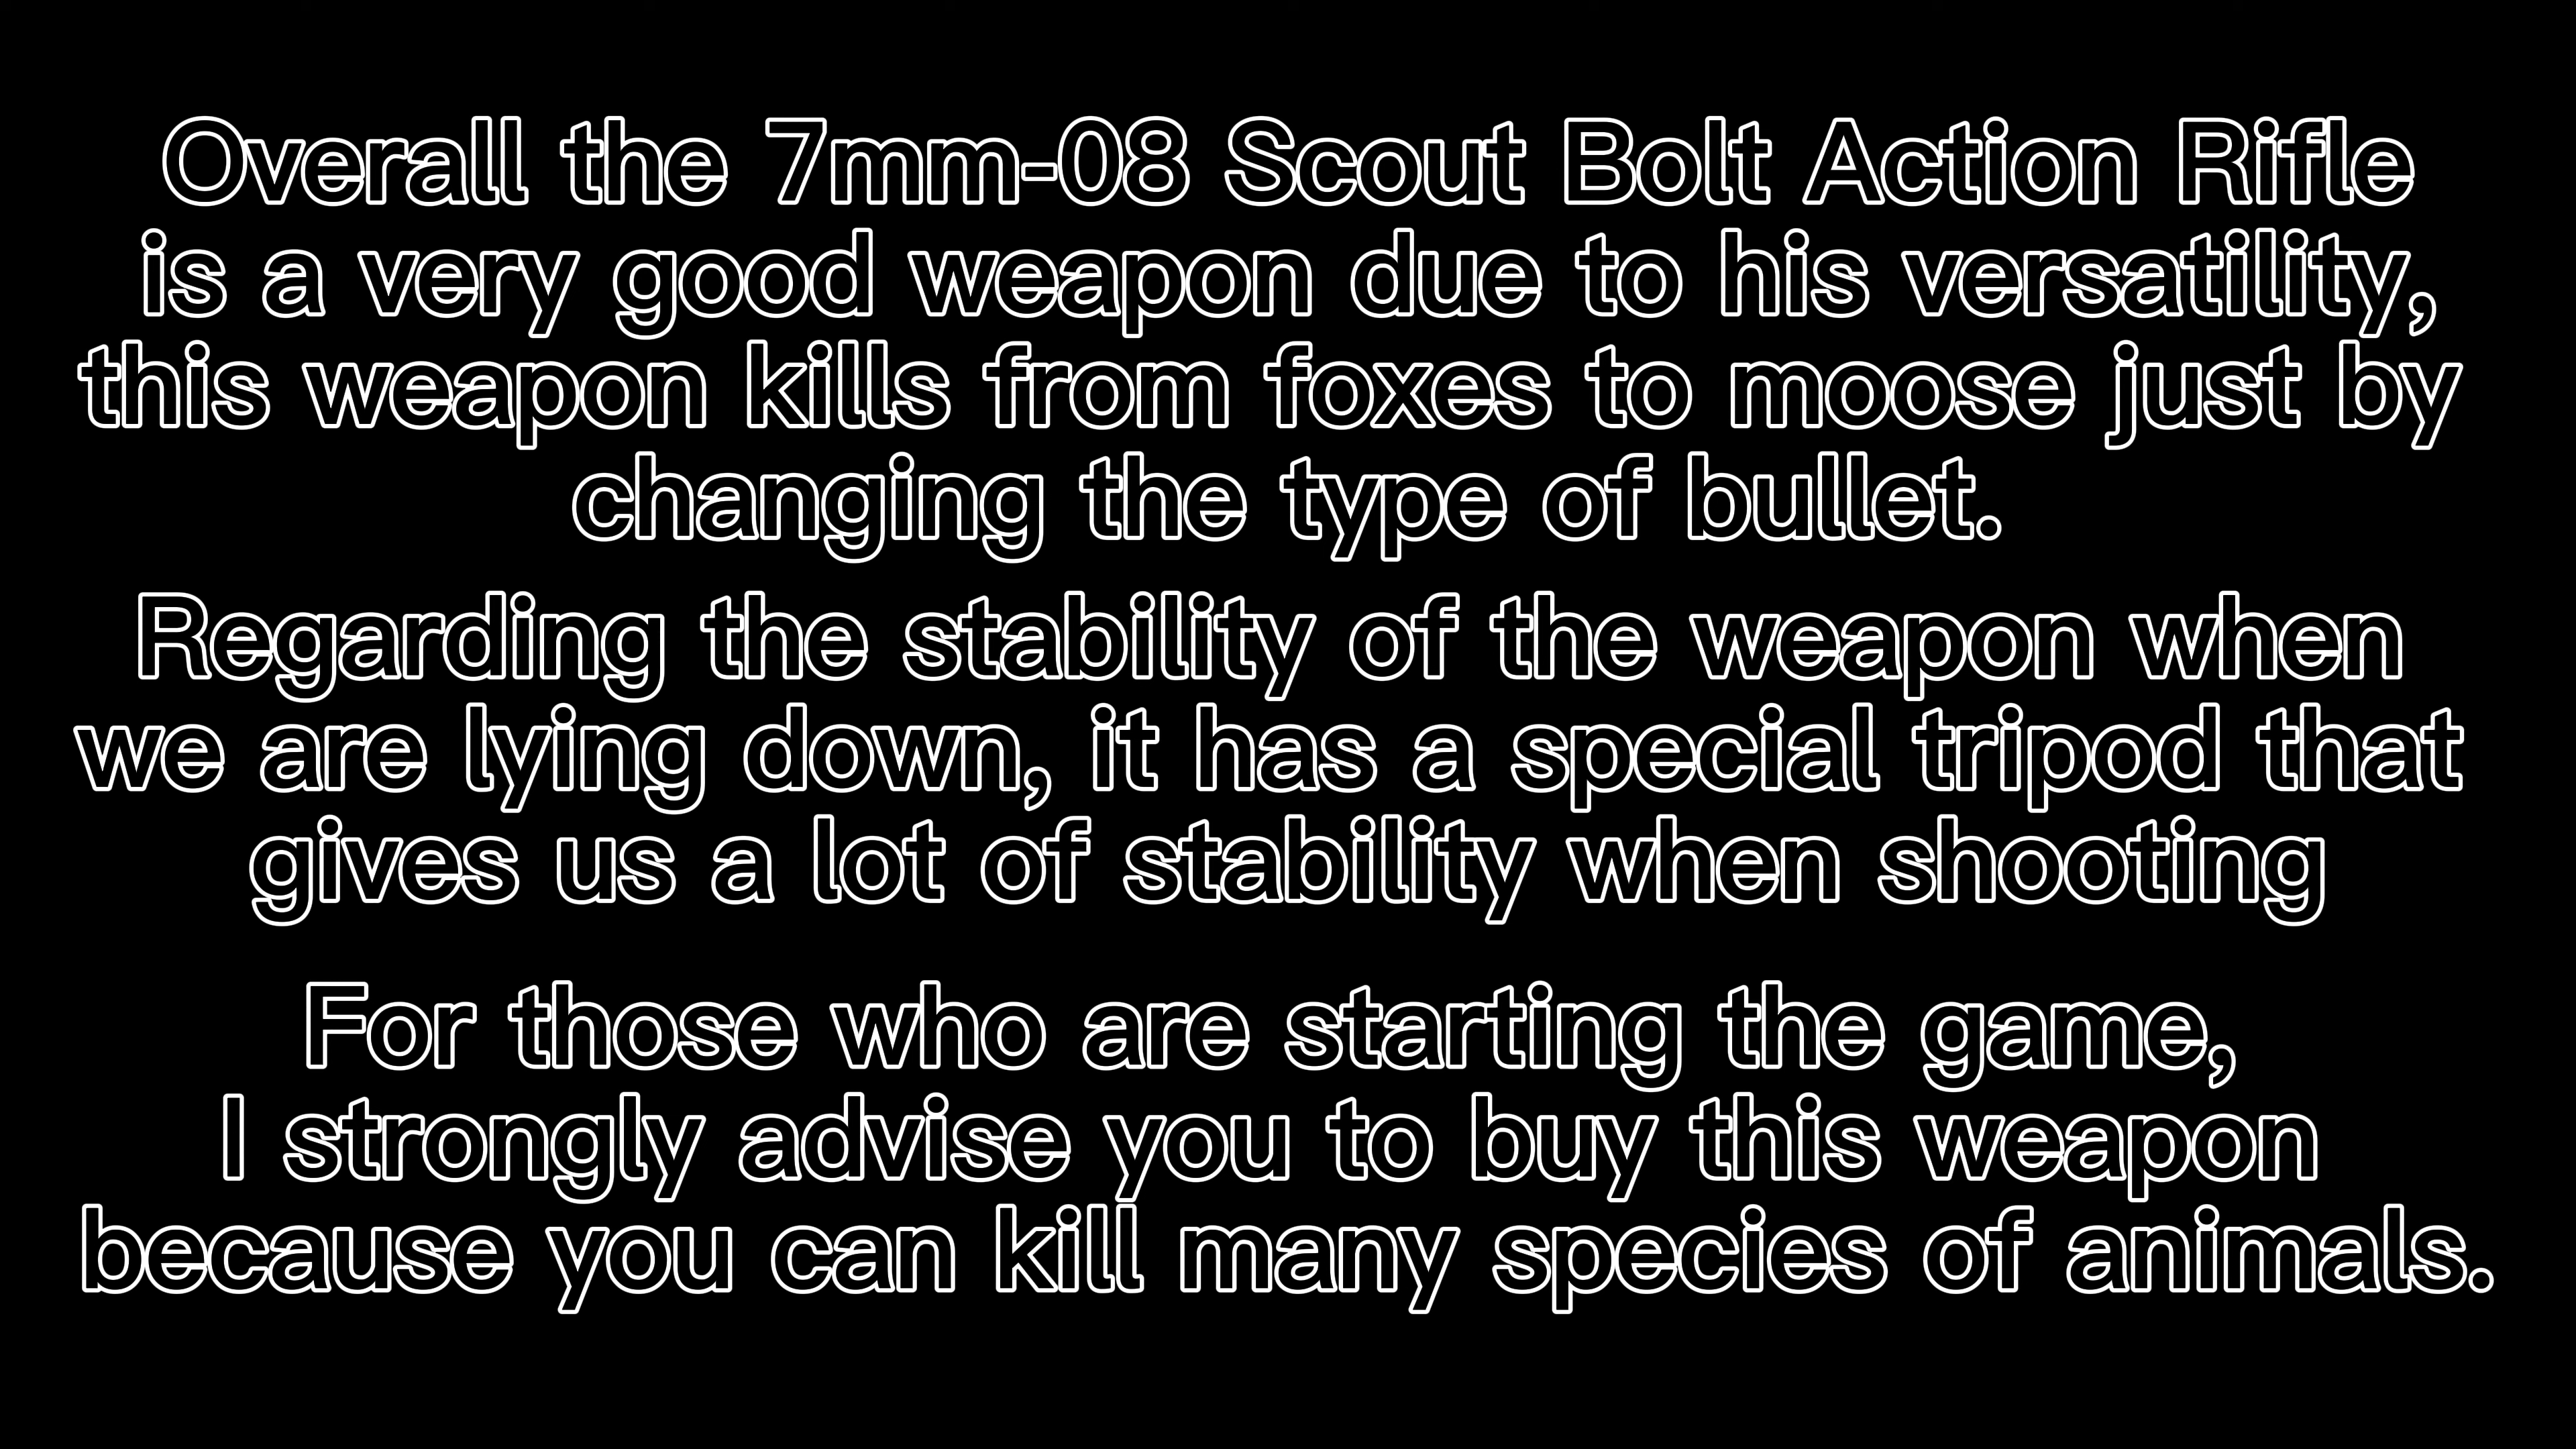 Overall the 7mm-08 Scout Bolt Action Rifle
is a very good weapon due to his versatility,
this weapon kills from foxes to moose just by
changing the type of bullet.
Regarding the stability of the weapon when
we are lying down, it has a special tripod that
gives us a lot of stability when shooting
For those who are starting the game,
I strongly advise you to buy this weapon
because you can kill many species of animals.